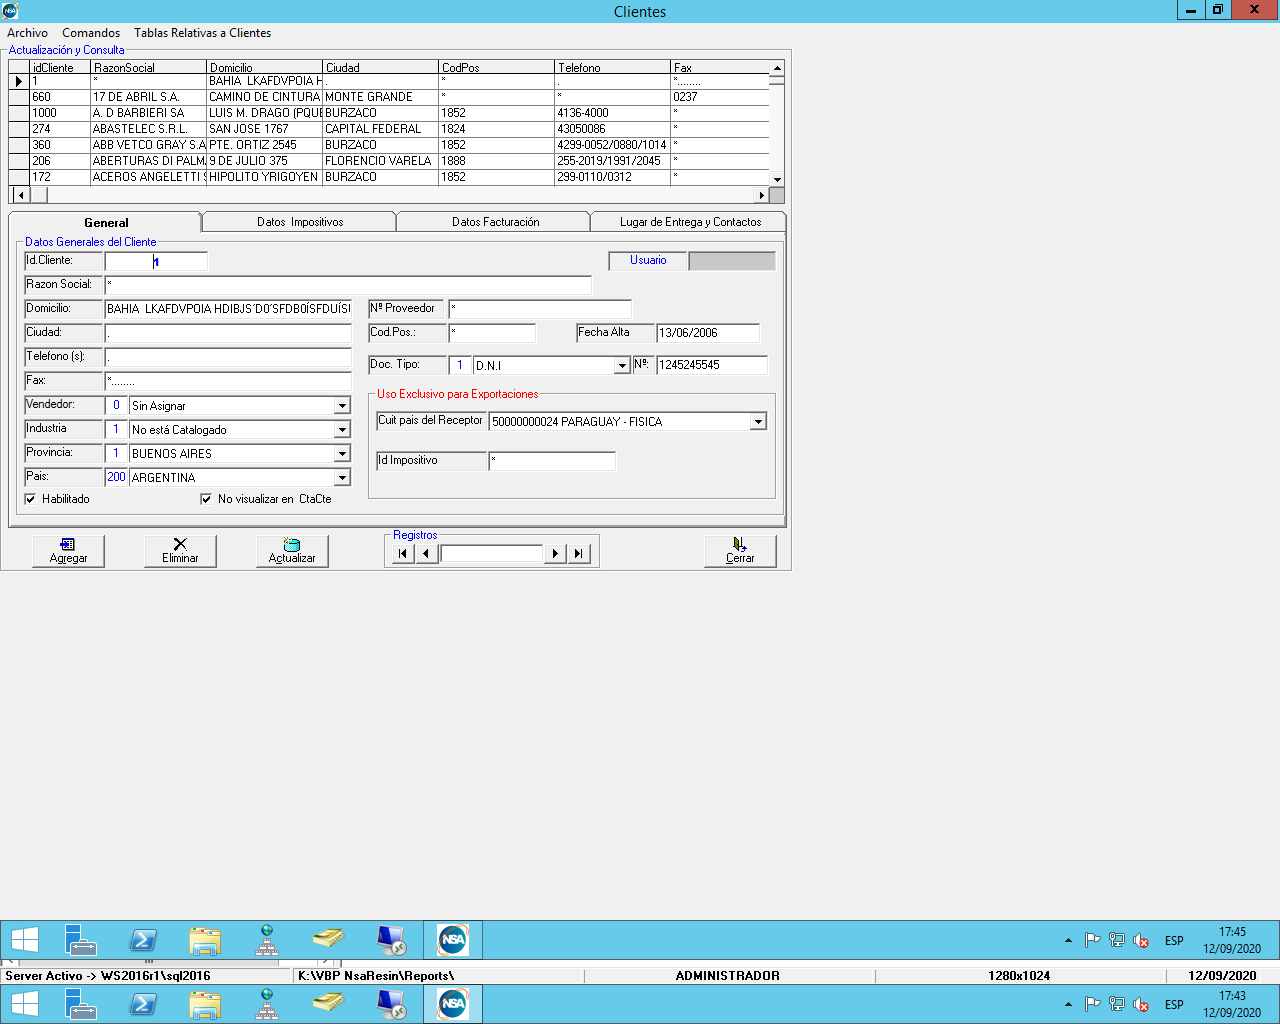 NSA
Clientes
Archivo Comandos Tablas Relativas a Clientes
Actualización y Consulta
idCliente RazonSocial Domicilio Ciudad CodPos Telefono Fax
1 * BAHIA LKAFDVPOIA H . * . *........
660 17 DE ABRIL S.A. CAMINO DE CINTURA MONTE GRANDE * * 0237
1000 A. D BARBIERI SA LUIS M. DRAGO (PQUE BURZACO 1852 4136-4000 *
274 ABASTELEC S.R.L. SAN JOSE 1767 CAPITAL FEDERAL 1824 43050086 *
360 ABB VETCO GRAY S.A PTE. ORTIZ 2545 BURZACO 1852 4299-0052/0880/1014 *
206 ABERTURAS DI PALMA 9 DE JULIO 375 FLORENCIO VARELA 1888 255-2019/1991/2045 *
172 ACEROS ANGELETTI S HIPOLITO YRIGOYEN BURZACO 1852 299-0110/0312 *
General Datos Impositivos Datos Facturación Lugar de Entrega y Contactos
Datos Generales del Cliente
Id.Cliente: 1 Usuario
Razon Social: *
Domicilio: BAHIA LKAFDVPOIA HDIBJS´D0´SFDB0ÍSFDUÍSI Nº Proveedor *
Ciudad: . Cod.Pos.: * Fecha Alta 13/06/2006
Telefono (s): . Doc. Tipo: 1 D.N.I Nº: 1245245545
Fax: *........
Uso Exclusivo para Exportaciones
Vendedor: 0 Sin Asignar
Cuit pais del Receptor 50000000024 PARAGUAY - FISICA
Industria 1 No está Catalogado
Provincia: 1 BUENOS AIRES
Id Impositivo *
Pais: 200 ARGENTINA
Habilitado No visualizar en CtaCte
Agregar Eliminar Actualizar Registros Cerrar
NSA ESP 17:45
12/09/2020
Server Activo -> WS2016r1\sql2016 K:\VBP NsaResin\Reports\ ADMINISTRADOR 1280x1024 12/09/2020
NSA ESP 17:43
12/09/2020